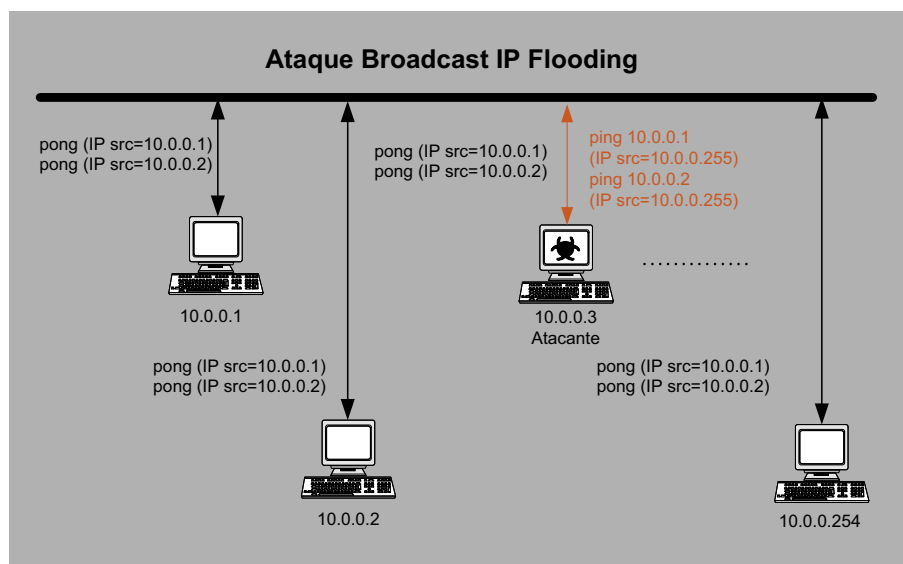 Ataque Broadcast IP Flooding
pong (IP src=10.0.0.1)
pong (IP src=10.0.0.2)
pong (IP src=10.0.0.1)
pong (IP src=10.0.0.2)
ping 10.0.0.1
(IP src=10.0.0.255)
ping 10.0.0.2
(IP src=10.0.0.255)
..............
10.0.0.1
10.0.0.3
Atacante
pong (IP src=10.0.0.1)
pong (IP src=10.0.0.2)
pong (IP src=10.0.0.1)
pong (IP src=10.0.0.2)
10.0.0.2
10.0.0.254